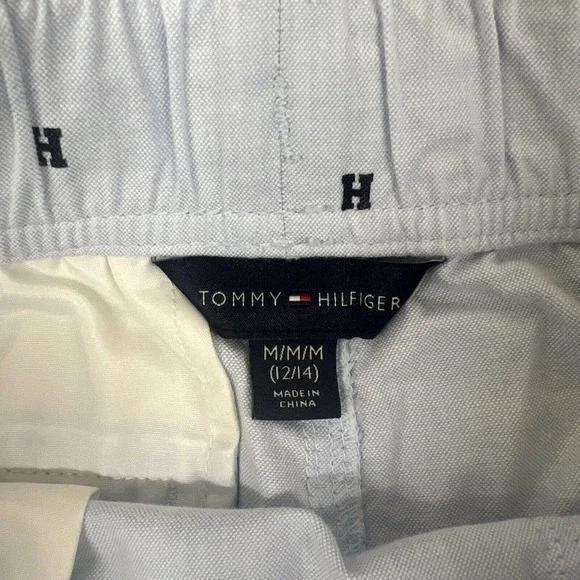 H
H
TOMMY HILFIGER
M/M/M
(12/14)
MADE IN
CHINA